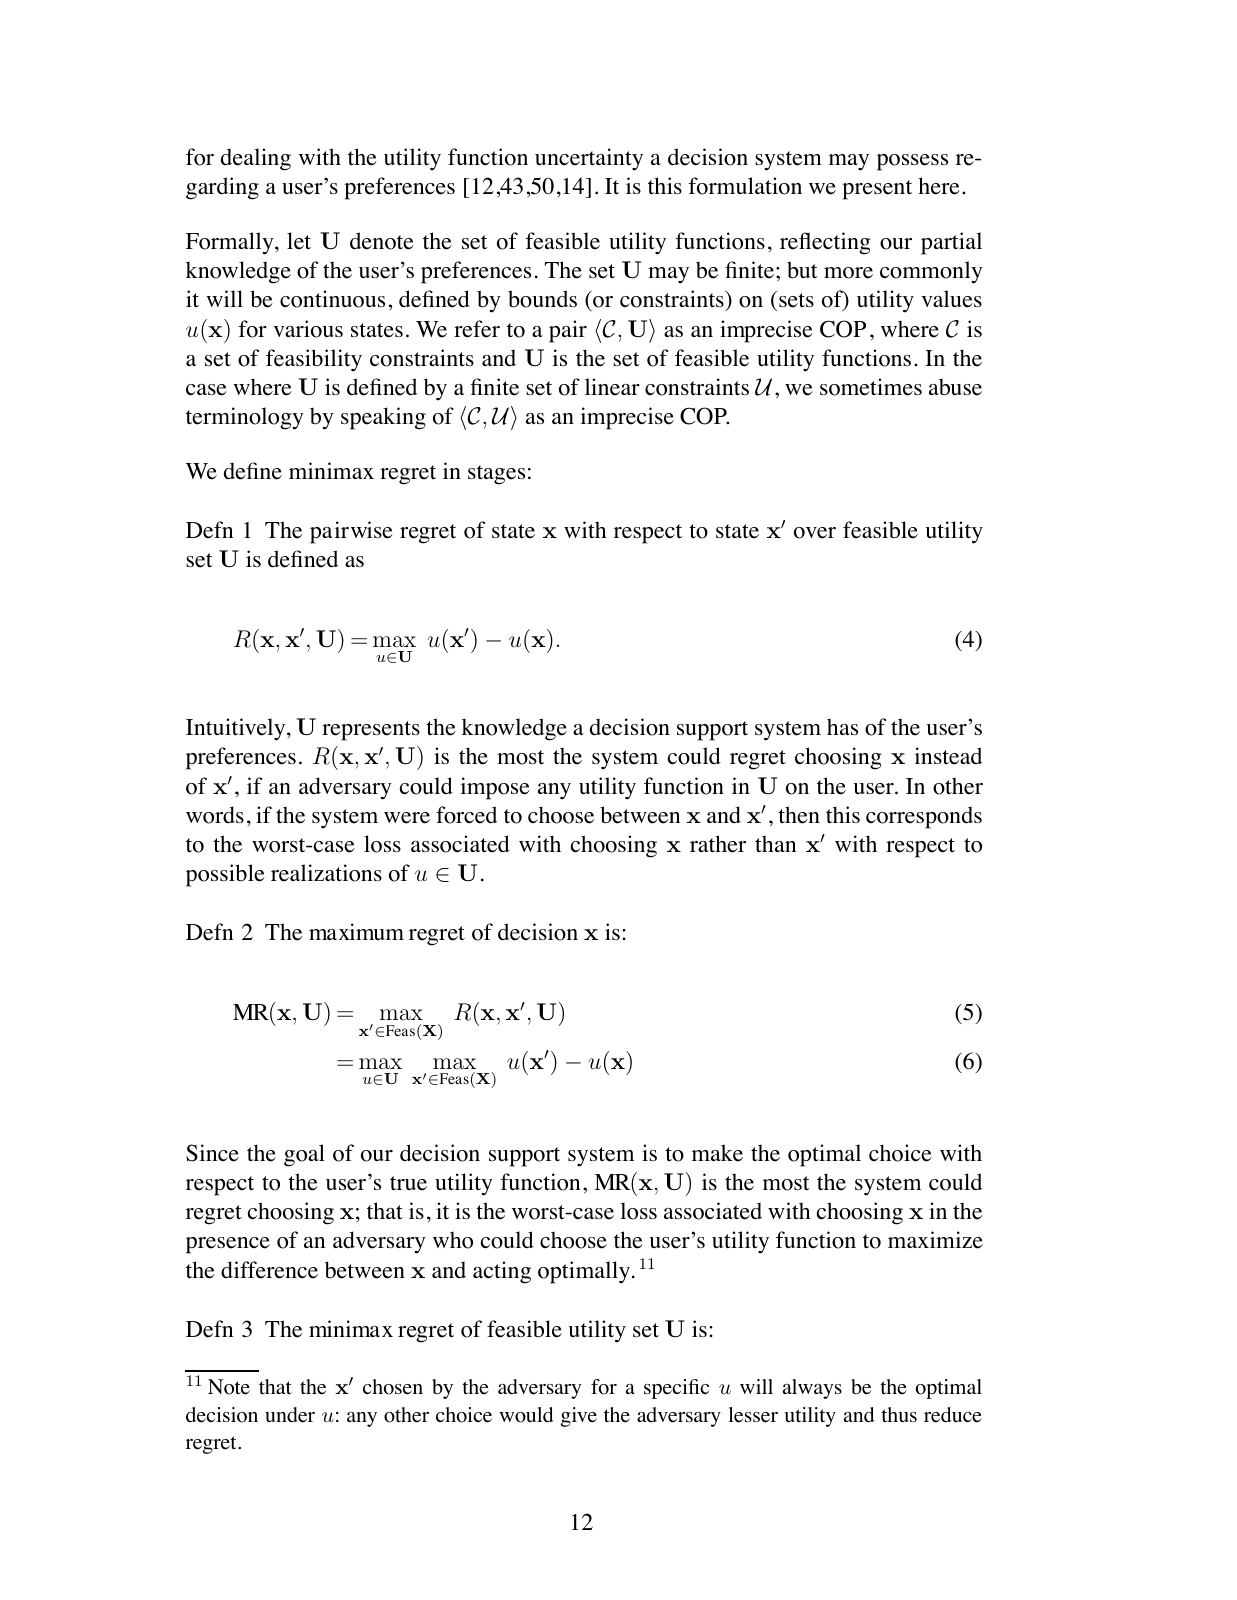 for dealing with the utility function uncertainty a decision system may possess re-
garding a user's preferences [12,43,50,14]. It is this formulation we present here.
Formally, let U denote the set of feasible utility functions, reflecting our partial
knowledge of the user's preferences. The set U may be finite; but more commonly
it will be continuous, defined by bounds (or constraints) on (sets of) utility values
u(x) for various states. We refer to a pair ⟨𝒞, U⟩ as an imprecise COP, where 𝒞 is
a set of feasibility constraints and U is the set of feasible utility functions. In the
case where U is defined by a finite set of linear constraints 𝒰, we sometimes abuse
terminology by speaking of ⟨𝒞, 𝒰⟩ as an imprecise COP.
We define minimax regret in stages:
Defn 1 The pairwise regret of state x with respect to state x′ over feasible utility
set U is defined as
R(x, x′, U) = max u(x′) − u(x). (4)
u∈U
Intuitively, U represents the knowledge a decision support system has of the user's
preferences. R(x, x′, U) is the most the system could regret choosing x instead
of x′, if an adversary could impose any utility function in U on the user. In other
words, if the system were forced to choose between x and x′, then this corresponds
to the worst-case loss associated with choosing x rather than x′ with respect to
possible realizations of u ∈ U.
Defn 2 The maximum regret of decision x is:
MR(x, U) = max R(x, x′, U) (5)
x′∈Feas(X)
= max max u(x′) − u(x) (6)
u∈U x′∈Feas(X)
Since the goal of our decision support system is to make the optimal choice with
respect to the user's true utility function, MR(x, U) is the most the system could
regret choosing x; that is, it is the worst-case loss associated with choosing x in the
presence of an adversary who could choose the user's utility function to maximize
the difference between x and acting optimally. 11
Defn 3 The minimax regret of feasible utility set U is:
11 Note that the x′ chosen by the adversary for a specific u will always be the optimal
decision under u: any other choice would give the adversary lesser utility and thus reduce
regret.
12